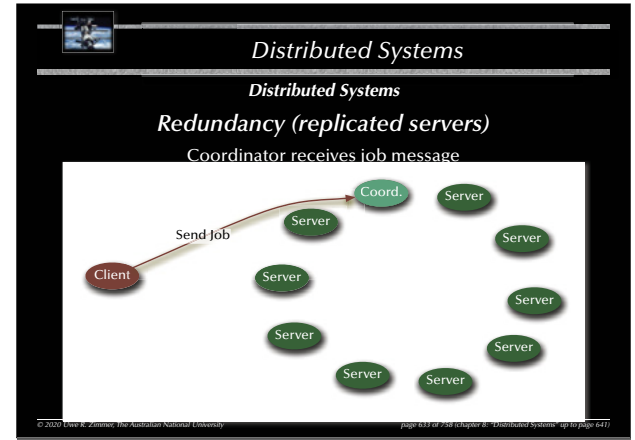 Distributed Systems
Distributed Systems
Redundancy (replicated servers)
Coordinator receives job message
Coord.
Server
Server
Send Job
Server
Client
Server
Server
Server
Server
Server
Server
© 2020 Uwe R. Zimmer, The Australian National University
page 633 of 758 (chapter 8: "Distributed Systems" up to page 641)